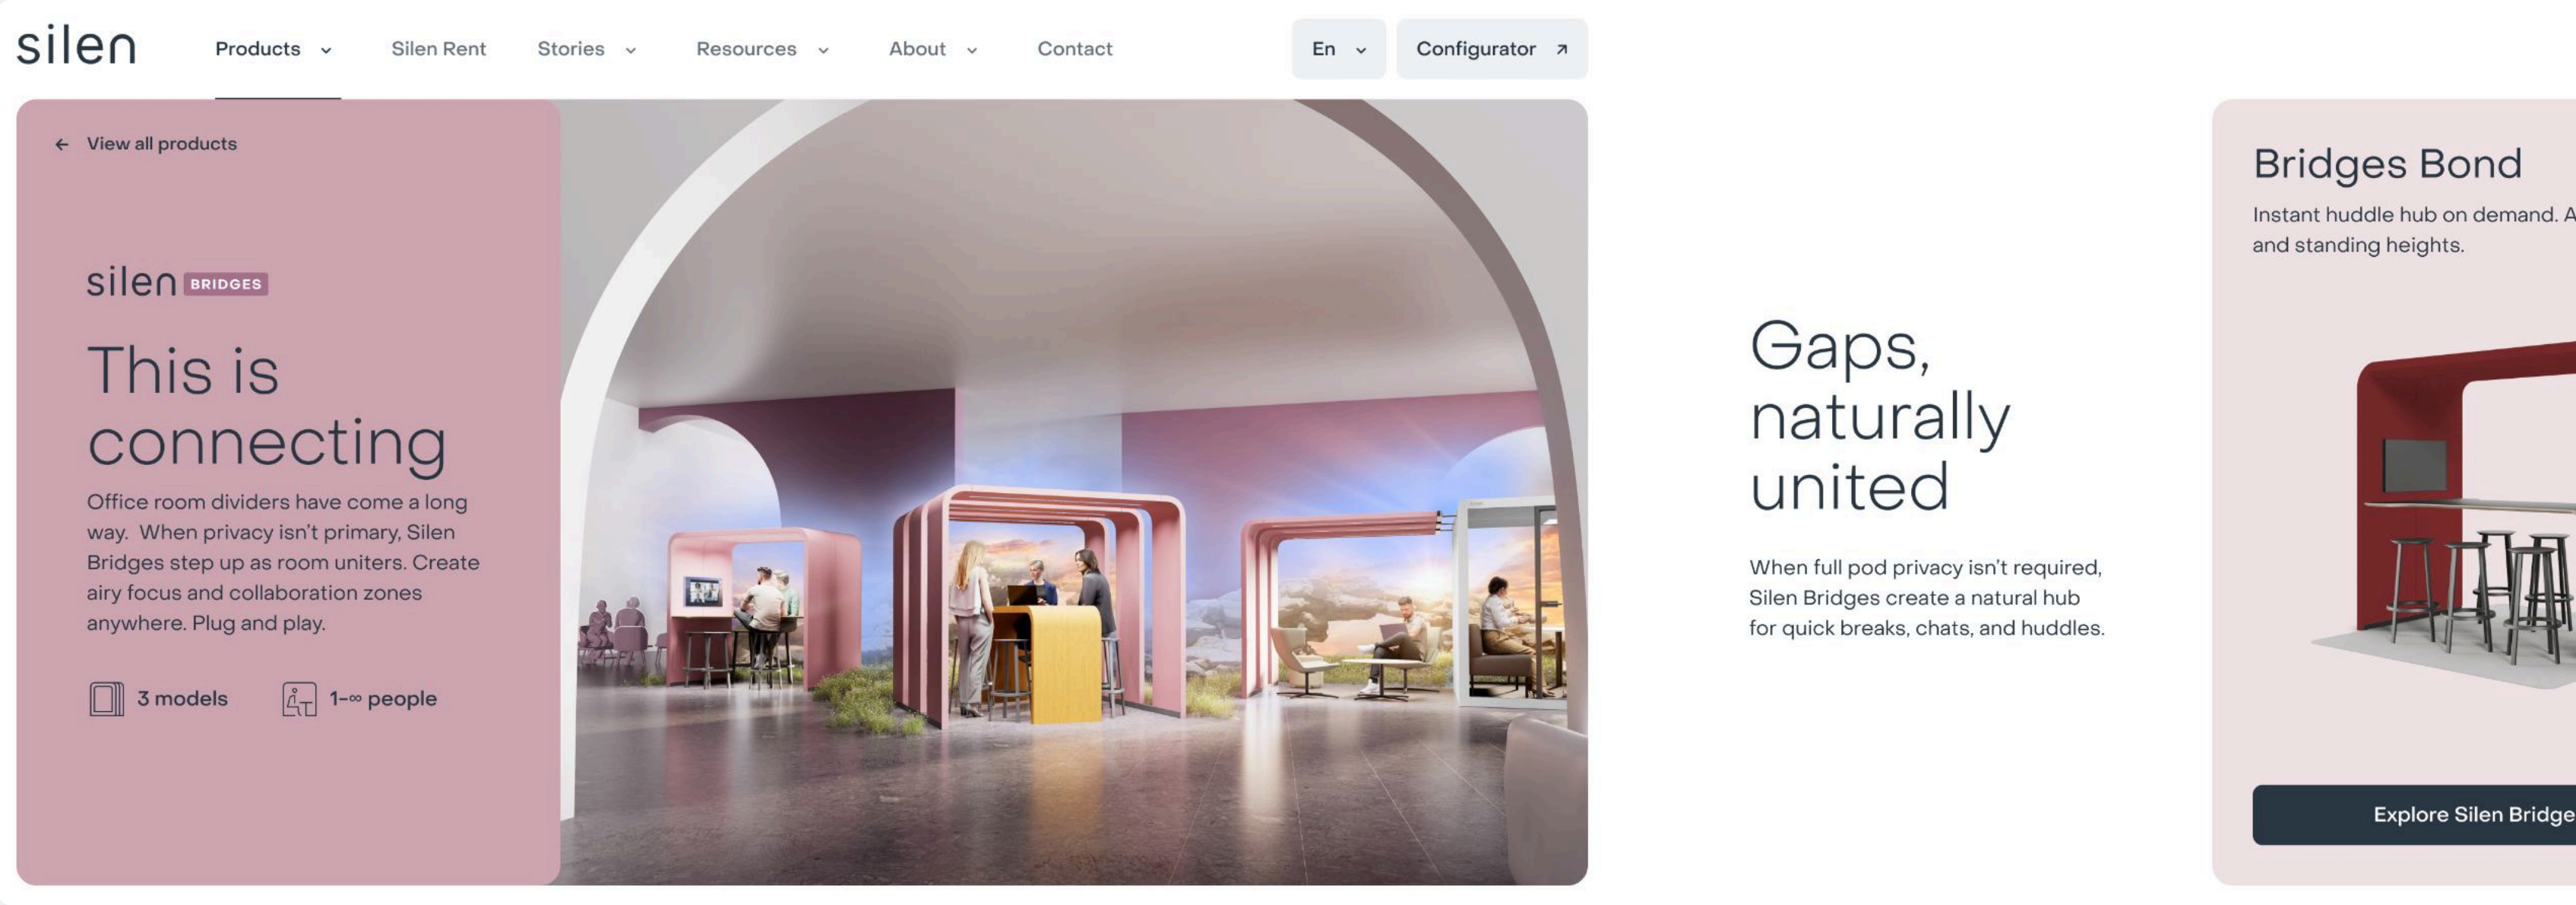 silen
Products
Silen Rent
Stories
Resources
About
Contact
En
Configurator
View all products
silen BRIDGES
This is
connecting
Office room dividers have come a long
way. When privacy isn't primary, Silen
Bridges step up as room uniters. Create
airy focus and collaboration zones
anywhere. Plug and play.
3 models
1-∞ people
Gaps,
naturally
united
When full pod privacy isn't required,
Silen Bridges create a natural hub
for quick breaks, chats, and huddles.
Bridges Bond
Instant huddle hub on demand. A
and standing heights.
Explore Silen Bridge